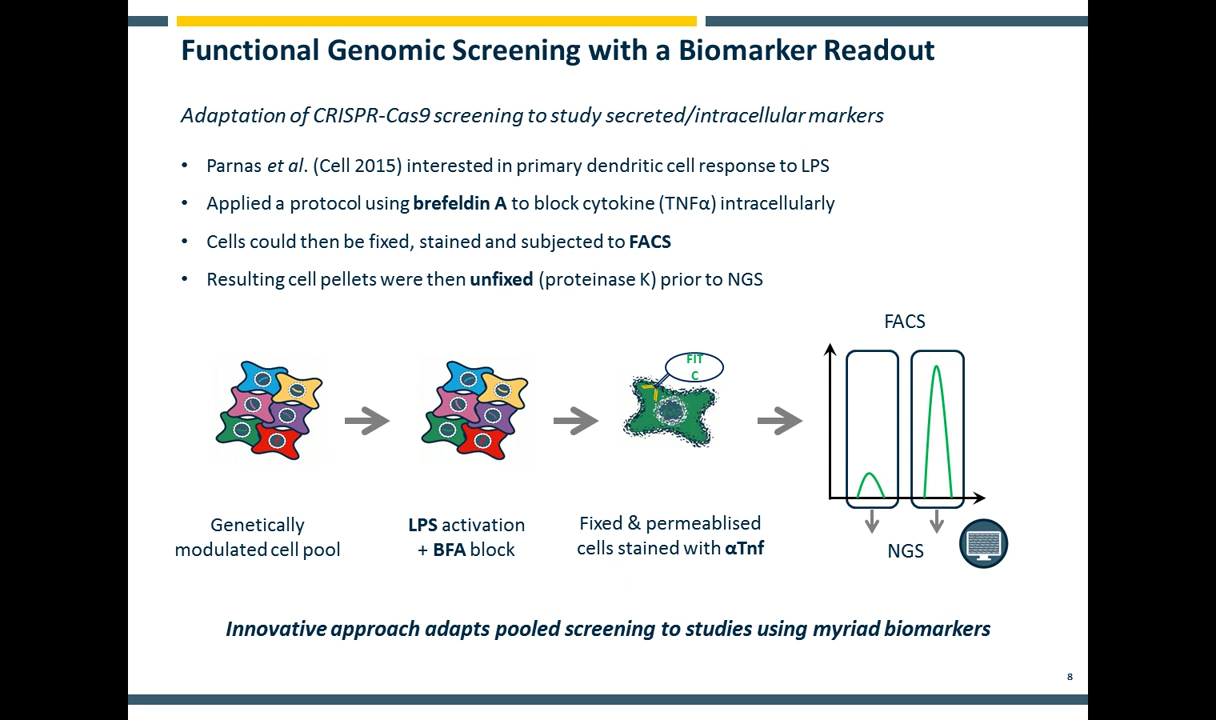 Functional Genomic Screening with a Biomarker Readout
Adaptation of CRISPR-Cas9 screening to study secreted/intracellular markers
• Parnas et al. (Cell 2015) interested in primary dendritic cell response to LPS
• Applied a protocol using brefeldin A to block cytokine (TNFα) intracellularly
• Cells could then be fixed, stained and subjected to FACS
• Resulting cell pellets were then unfixed (proteinase K) prior to NGS
FACS
FIT
C
Genetically
modulated cell pool
LPS activation
+ BFA block
Fixed & permeablised
cells stained with αTnf
NGS
Innovative approach adapts pooled screening to studies using myriad biomarkers
8